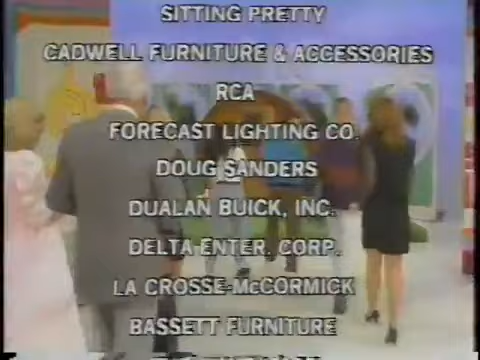 SITTING PRETTY
CADWELL FURNITURE & ACCESSORIES
RCA
FORECAST LIGHTING CO.
DOUG SANDERS
DUALAN BUICK, INC.
DELTA ENTER. CORP.
LA CROSSE-McCORMICK
BASSETT FURNITURE